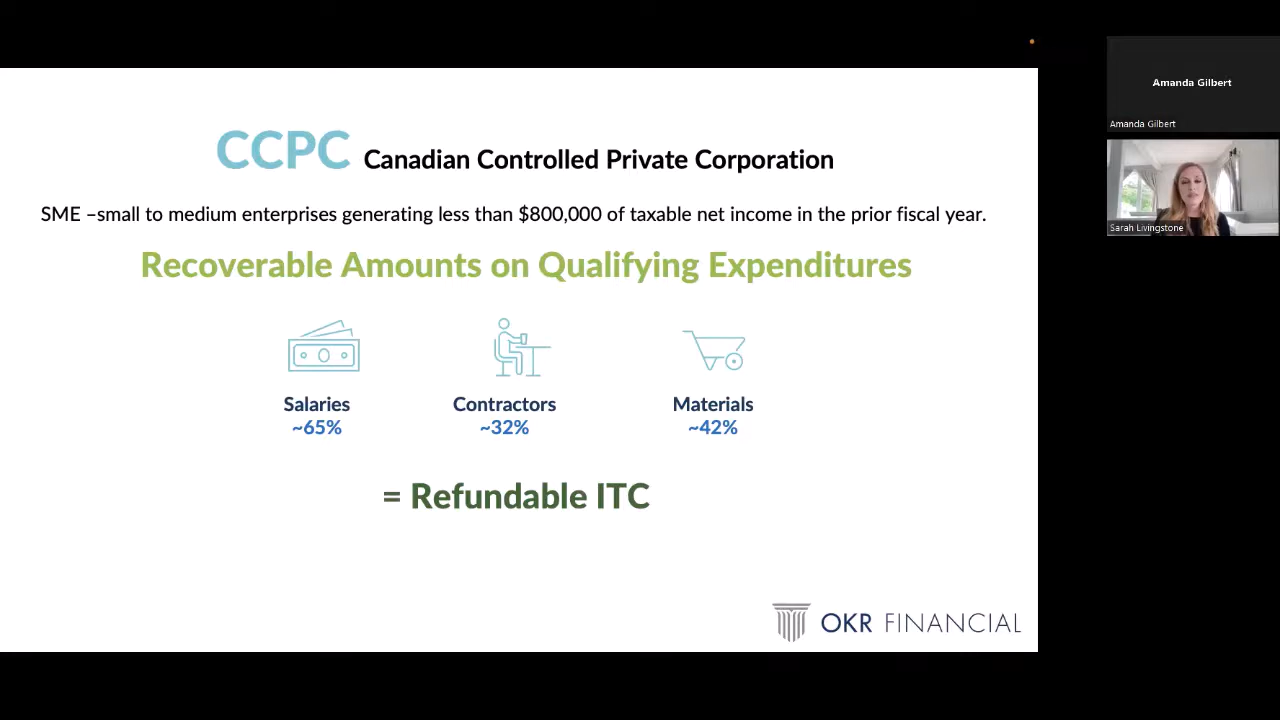 CCPC Canadian Controlled Private Corporation
SME –small to medium enterprises generating less than $800,000 of taxable net income in the prior fiscal year.
Recoverable Amounts on Qualifying Expenditures
Salaries
~65%
Contractors
~32%
Materials
~42%
= Refundable ITC
OKR FINANCIAL
Amanda Gilbert
Amanda Gilbert
Sarah Livingstone